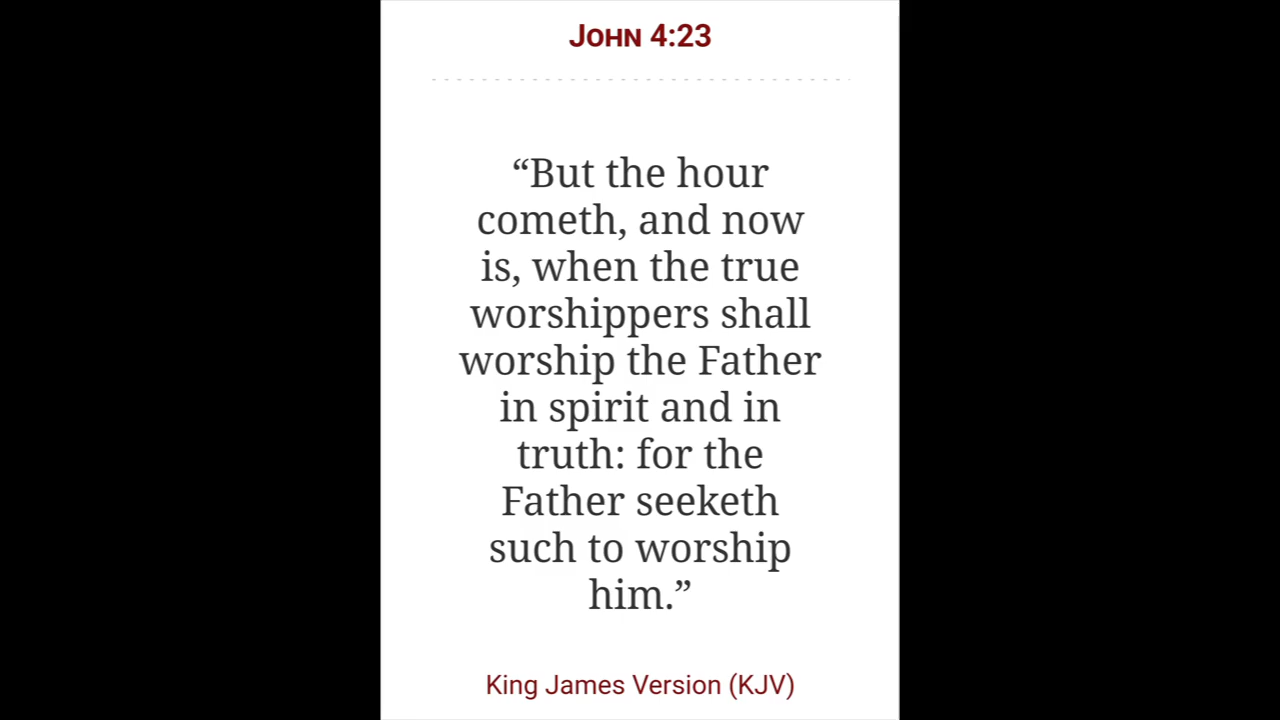 John 4:23
“But the hour
cometh, and now
is, when the true
worshippers shall
worship the Father
in spirit and in
truth: for the
Father seeketh
such to worship
him.”
King James Version (KJV)